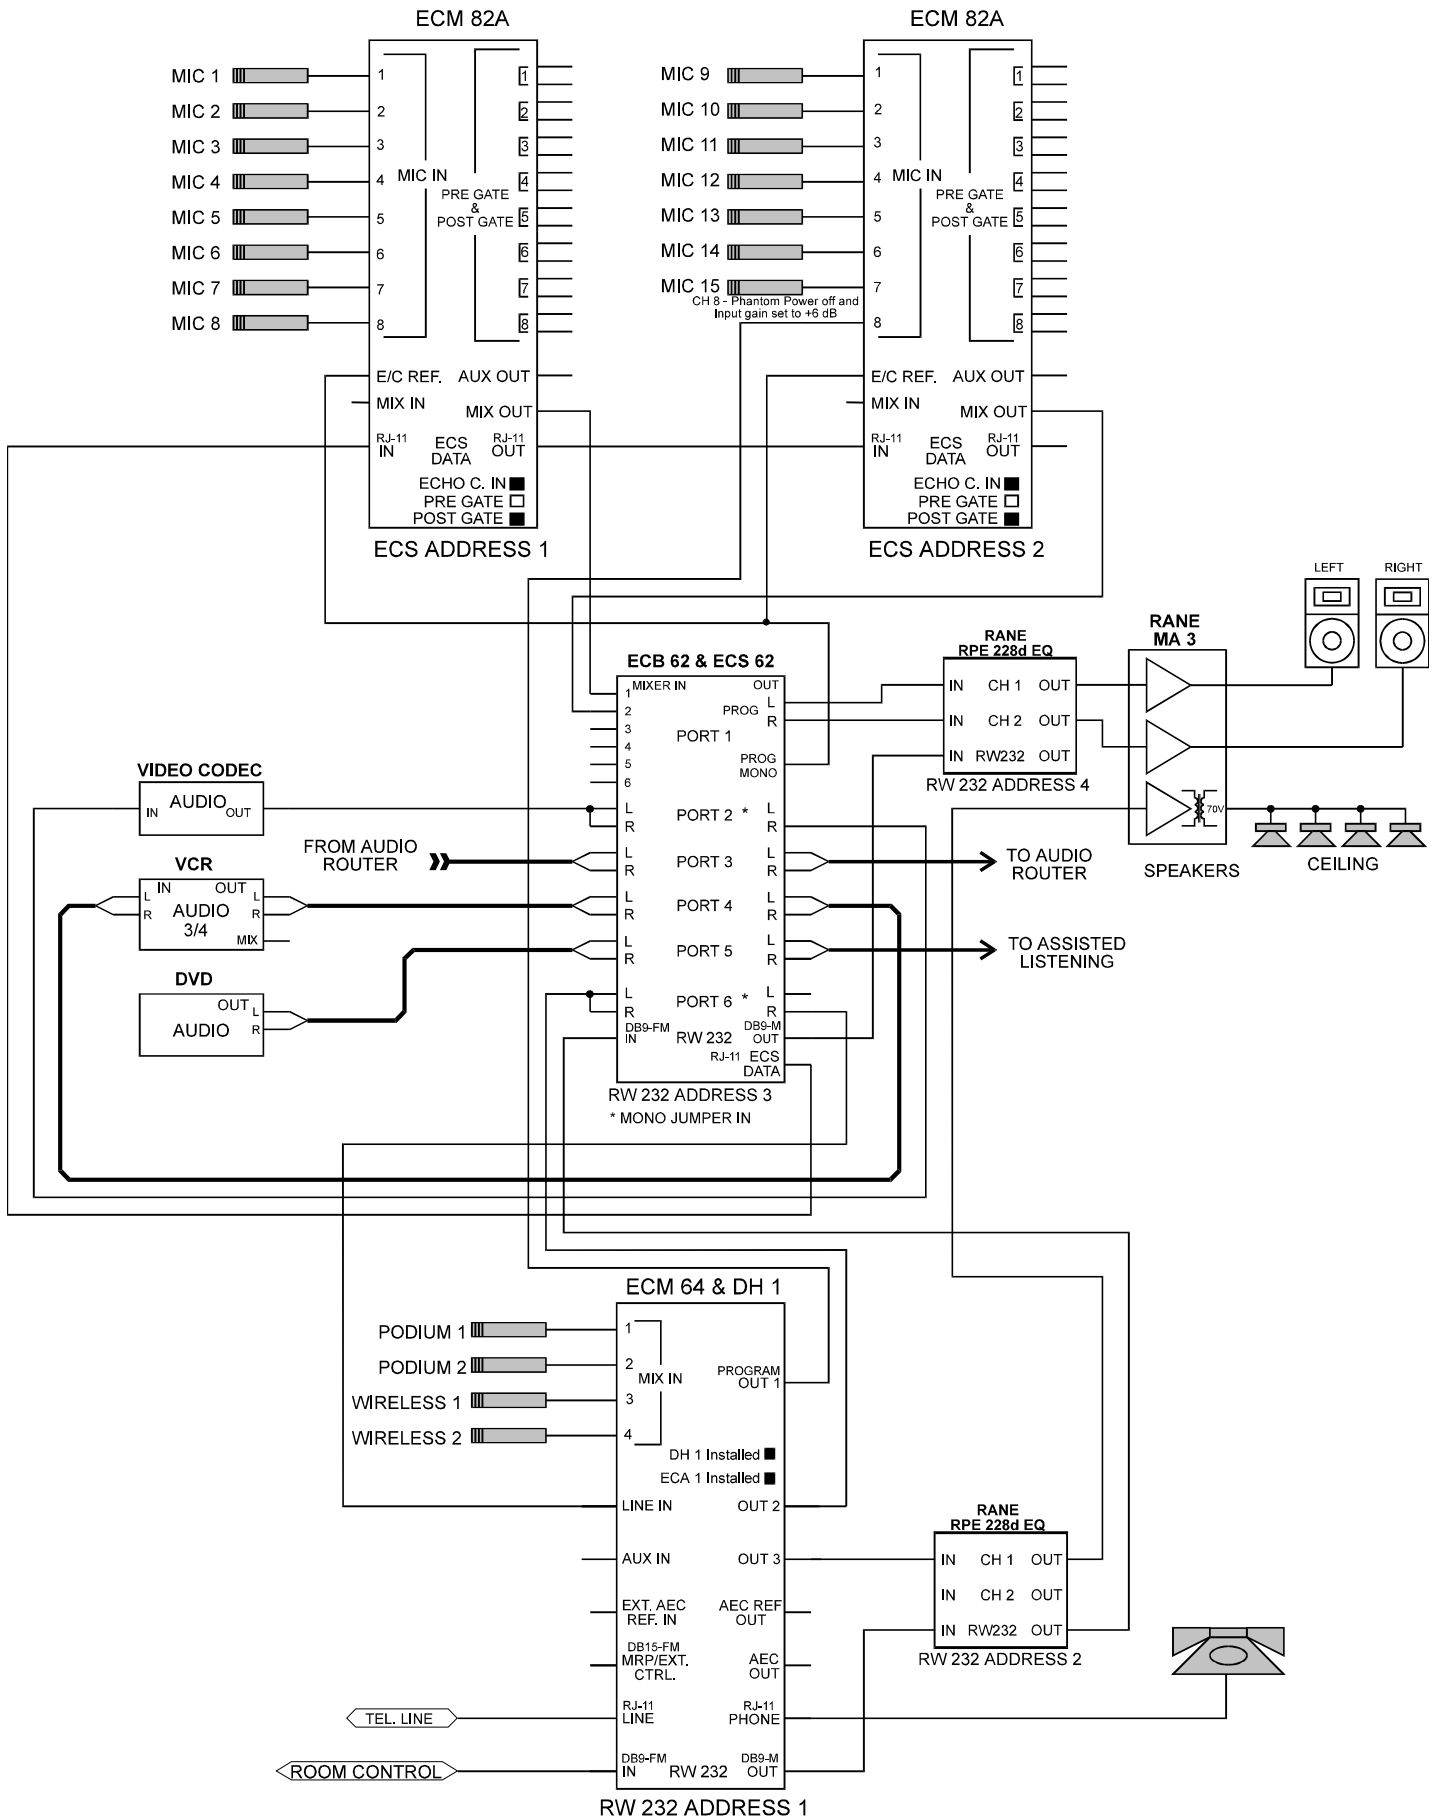 ECM 82A
MIC 1
MIC 2
MIC 3
MIC 4
MIC 5
MIC 6
MIC 7
MIC 8
1
2
3
4
5
6
7
8
MIC IN
PRE GATE
&
POST GATE
1
2
3
4
5
6
7
8
E/C REF.
AUX OUT
MIX IN
MIX OUT
RJ-11
IN
ECS
DATA
RJ-11
OUT
ECHO C. IN
PRE GATE
POST GATE
ECS ADDRESS 1
ECM 82A
MIC 9
MIC 10
MIC 11
MIC 12
MIC 13
MIC 14
MIC 15
CH 8 - Phantom Power off and
Input gain set to +6 dB
1
2
3
4
5
6
7
8
MIC IN
PRE GATE
&
POST GATE
1
2
3
4
5
6
7
8
E/C REF.
AUX OUT
MIX IN
MIX OUT
RJ-11
IN
ECS
DATA
RJ-11
OUT
ECHO C. IN
PRE GATE
POST GATE
ECS ADDRESS 2
LEFT
RIGHT
RANE
MA 3
70V
SPEAKERS
CEILING
RANE
RPE 228d EQ
IN CH 1 OUT
IN CH 2 OUT
IN RW232 OUT
RW 232 ADDRESS 4
ECB 62 & ECS 62
MIXER IN
OUT
1
2
3
4
5
6
PORT 1
PROG
L
R
PROG
MONO
L
R
PORT 2 *
L
R
L
R
PORT 3
L
R
L
R
PORT 4
L
R
L
R
PORT 5
L
R
L
R
PORT 6 *
L
R
DB9-FM
IN
RW 232
DB9-M
OUT
RJ-11 ECS
DATA
RW 232 ADDRESS 3
* MONO JUMPER IN
VIDEO CODEC
IN
AUDIO
OUT
FROM AUDIO
ROUTER
VCR
IN
OUT
L
R
AUDIO
3/4
L
R
MIX
DVD
OUT
AUDIO
L
R
TO AUDIO
ROUTER
TO ASSISTED
LISTENING
ECM 64 & DH 1
PODIUM 1
PODIUM 2
WIRELESS 1
WIRELESS 2
1
2
3
4
MIX IN
PROGRAM
OUT 1
DH 1 Installed
ECA 1 Installed
LINE IN
OUT 2
AUX IN
OUT 3
EXT. AEC
REF. IN
AEC REF
OUT
DB15-FM
MRP/EXT.
CTRL.
AEC
OUT
TEL. LINE
RJ-11
LINE
RJ-11
PHONE
ROOM CONTROL
DB9-FM
IN
RW 232
DB9-M
OUT
RW 232 ADDRESS 1
RANE
RPE 228d EQ
IN CH 1 OUT
IN CH 2 OUT
IN RW232 OUT
RW 232 ADDRESS 2